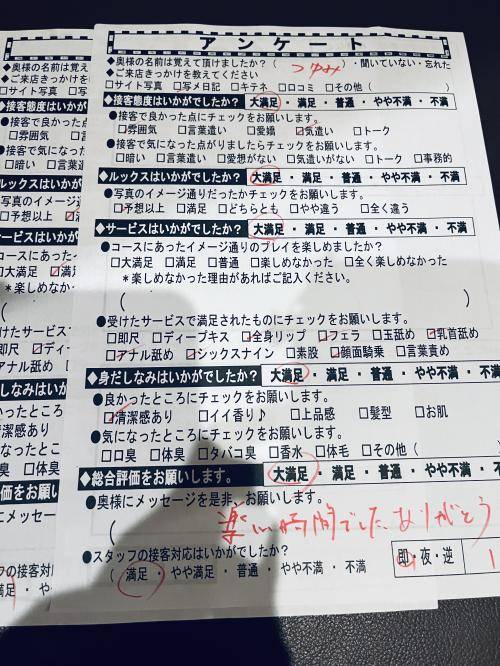 アンケート
◆奥様の名前は覚えて頂けましたか?( つゆみ )・聞いていない・忘れた
◆ご来店きっかけを教えてください
□サイト写真 □写メ日記 □キテネ □口コミ □その他(
◆接客態度はいかがでしたか? 大満足 ・ 満足 ・ 普通 ・ やや不満 ・ 不満
●接客で良かった点にチェックをお願いします。
□雰囲気 □言葉遣い □愛嬌 □気遣い □トーク
●接客で気になった点がありましたらチェックをお願いします。
□暗い □言葉遣い □愛想がない □気遣いがない □トーク □事務的
◆ルックスはいかがでしたか? 大満足 ・ 満足 ・ 普通 ・ やや不満 ・ 不満
●写真のイメージ通りだったかチェックをお願いします。
□予想以上 □満足 □どちらとも □やや違う □全く違う
◆サービスはいかがでしたか? 大満足 ・ 満足 ・ 普通 ・ やや不満 ・ 不満
●コースにあったイメージ通りのプレイを楽しめましたか?
□大満足 □満足 □普通 □楽しめなかった □全く楽しめなかった
*楽しめなかった理由があればご記入ください。
( )
●受けたサービスで満足されたものにチェックをお願いします。
□即尺 □ディープキス □全身リップ □フェラ □玉舐め □乳首舐め
□アナル舐め □シックスナイン □素股 □顔面騎乗 □言葉責め
◆身だしなみはいかがでしたか? 大満足 ・ 満足 ・ 普通 ・ やや不満 ・ 不満
●良かったところにチェックをお願いします。
□清潔感あり □イイ香り♪ □上品感 □髪型 □お肌
●気になったところにチェックをお願いします。
□口臭 □体臭 □タバコ臭 □香水 □体毛 □その他(
◆総合評価をお願いします。 大満足 ・ 満足 ・ 普通 ・ やや不満 ・ 不
●奥様にメッセージを是非、お願いします。
( 楽しい時間でした ありがとう
●スタッフの接客対応はいかがでしたか?
( 満足 ・ やや満足 ・ 普通 ・ やや不満 ・ 不満
即・夜・逆